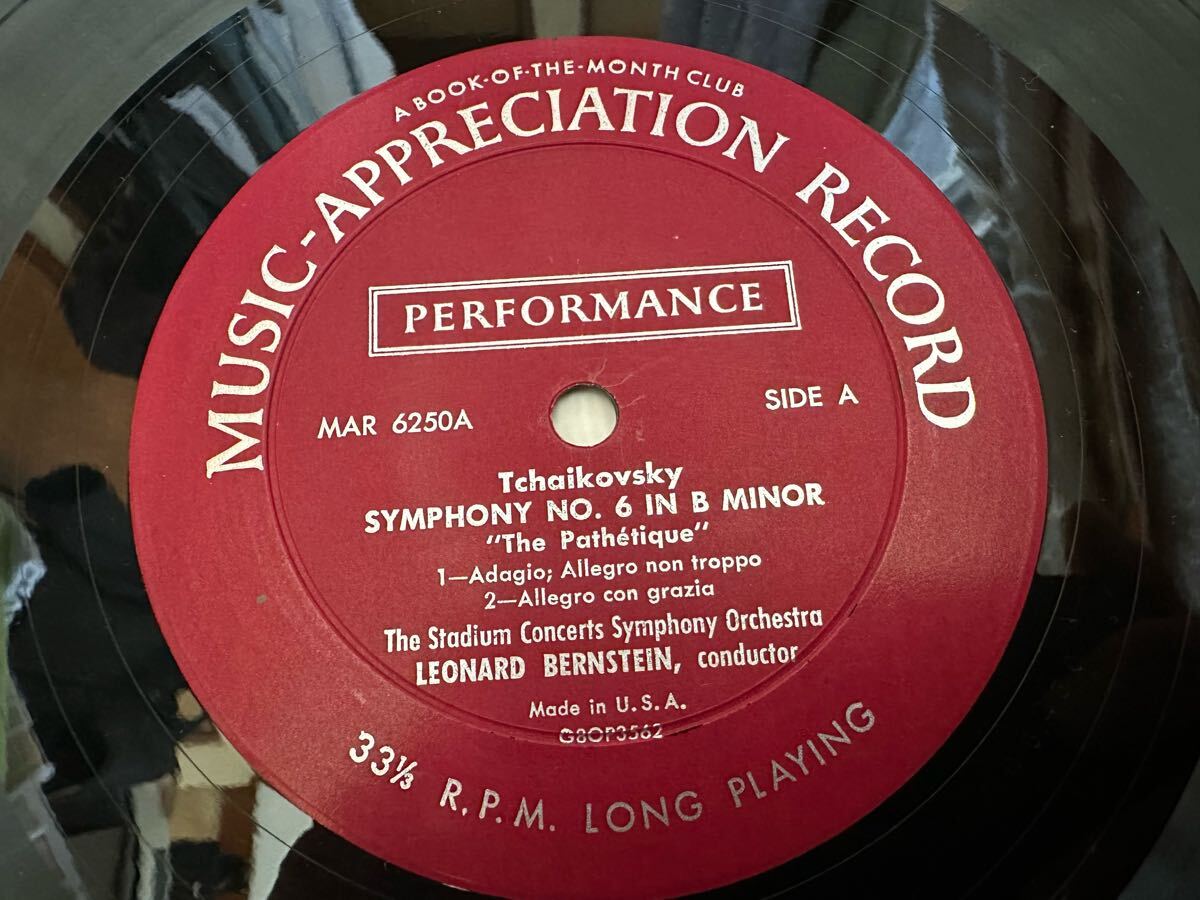 A BOOK-OF-THE-MONTH CLUB
MUSIC-APPRECIATION RECORD
PERFORMANCE
MAR 6250A
SIDE A
Tchaikovsky
SYMPHONY NO. 6 IN B MINOR
"The Pathétique"
1—Adagio; Allegro non troppo
2—Allegro con grazia
The Stadium Concerts Symphony Orchestra
LEONARD BERNSTEIN, conductor
Made in U.S.A.
G8OP3562
33⅓ R.P.M. LONG PLAYING